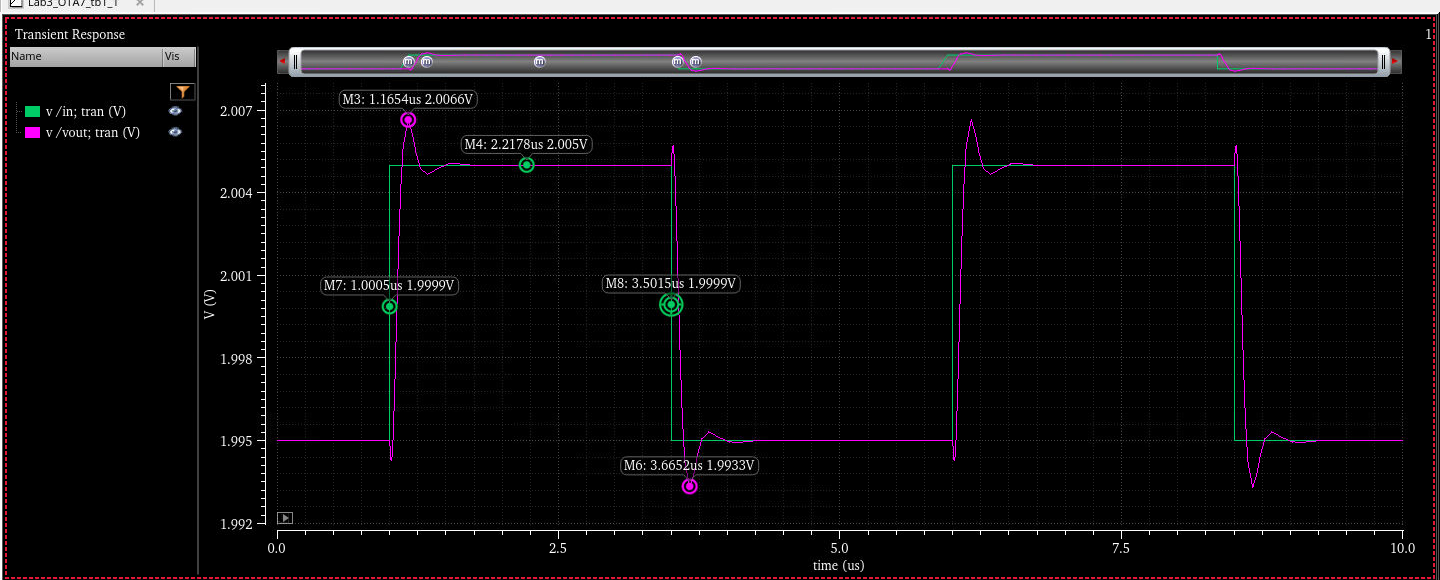 Lab3_OTA7_tb1_1
Transient Response
1
Name Vis
v /in; tran (V)
v /vout; tran (V)
M3: 1.1654us 2.0066V
M4: 2.2178us 2.005V
M7: 1.0005us 1.9999V
M8: 3.5015us 1.9999V
M6: 3.6652us 1.9933V
V (V)
2.007
2.004
2.001
1.998
1.995
1.992
0.0 2.5 5.0 7.5 10.0
time (us)